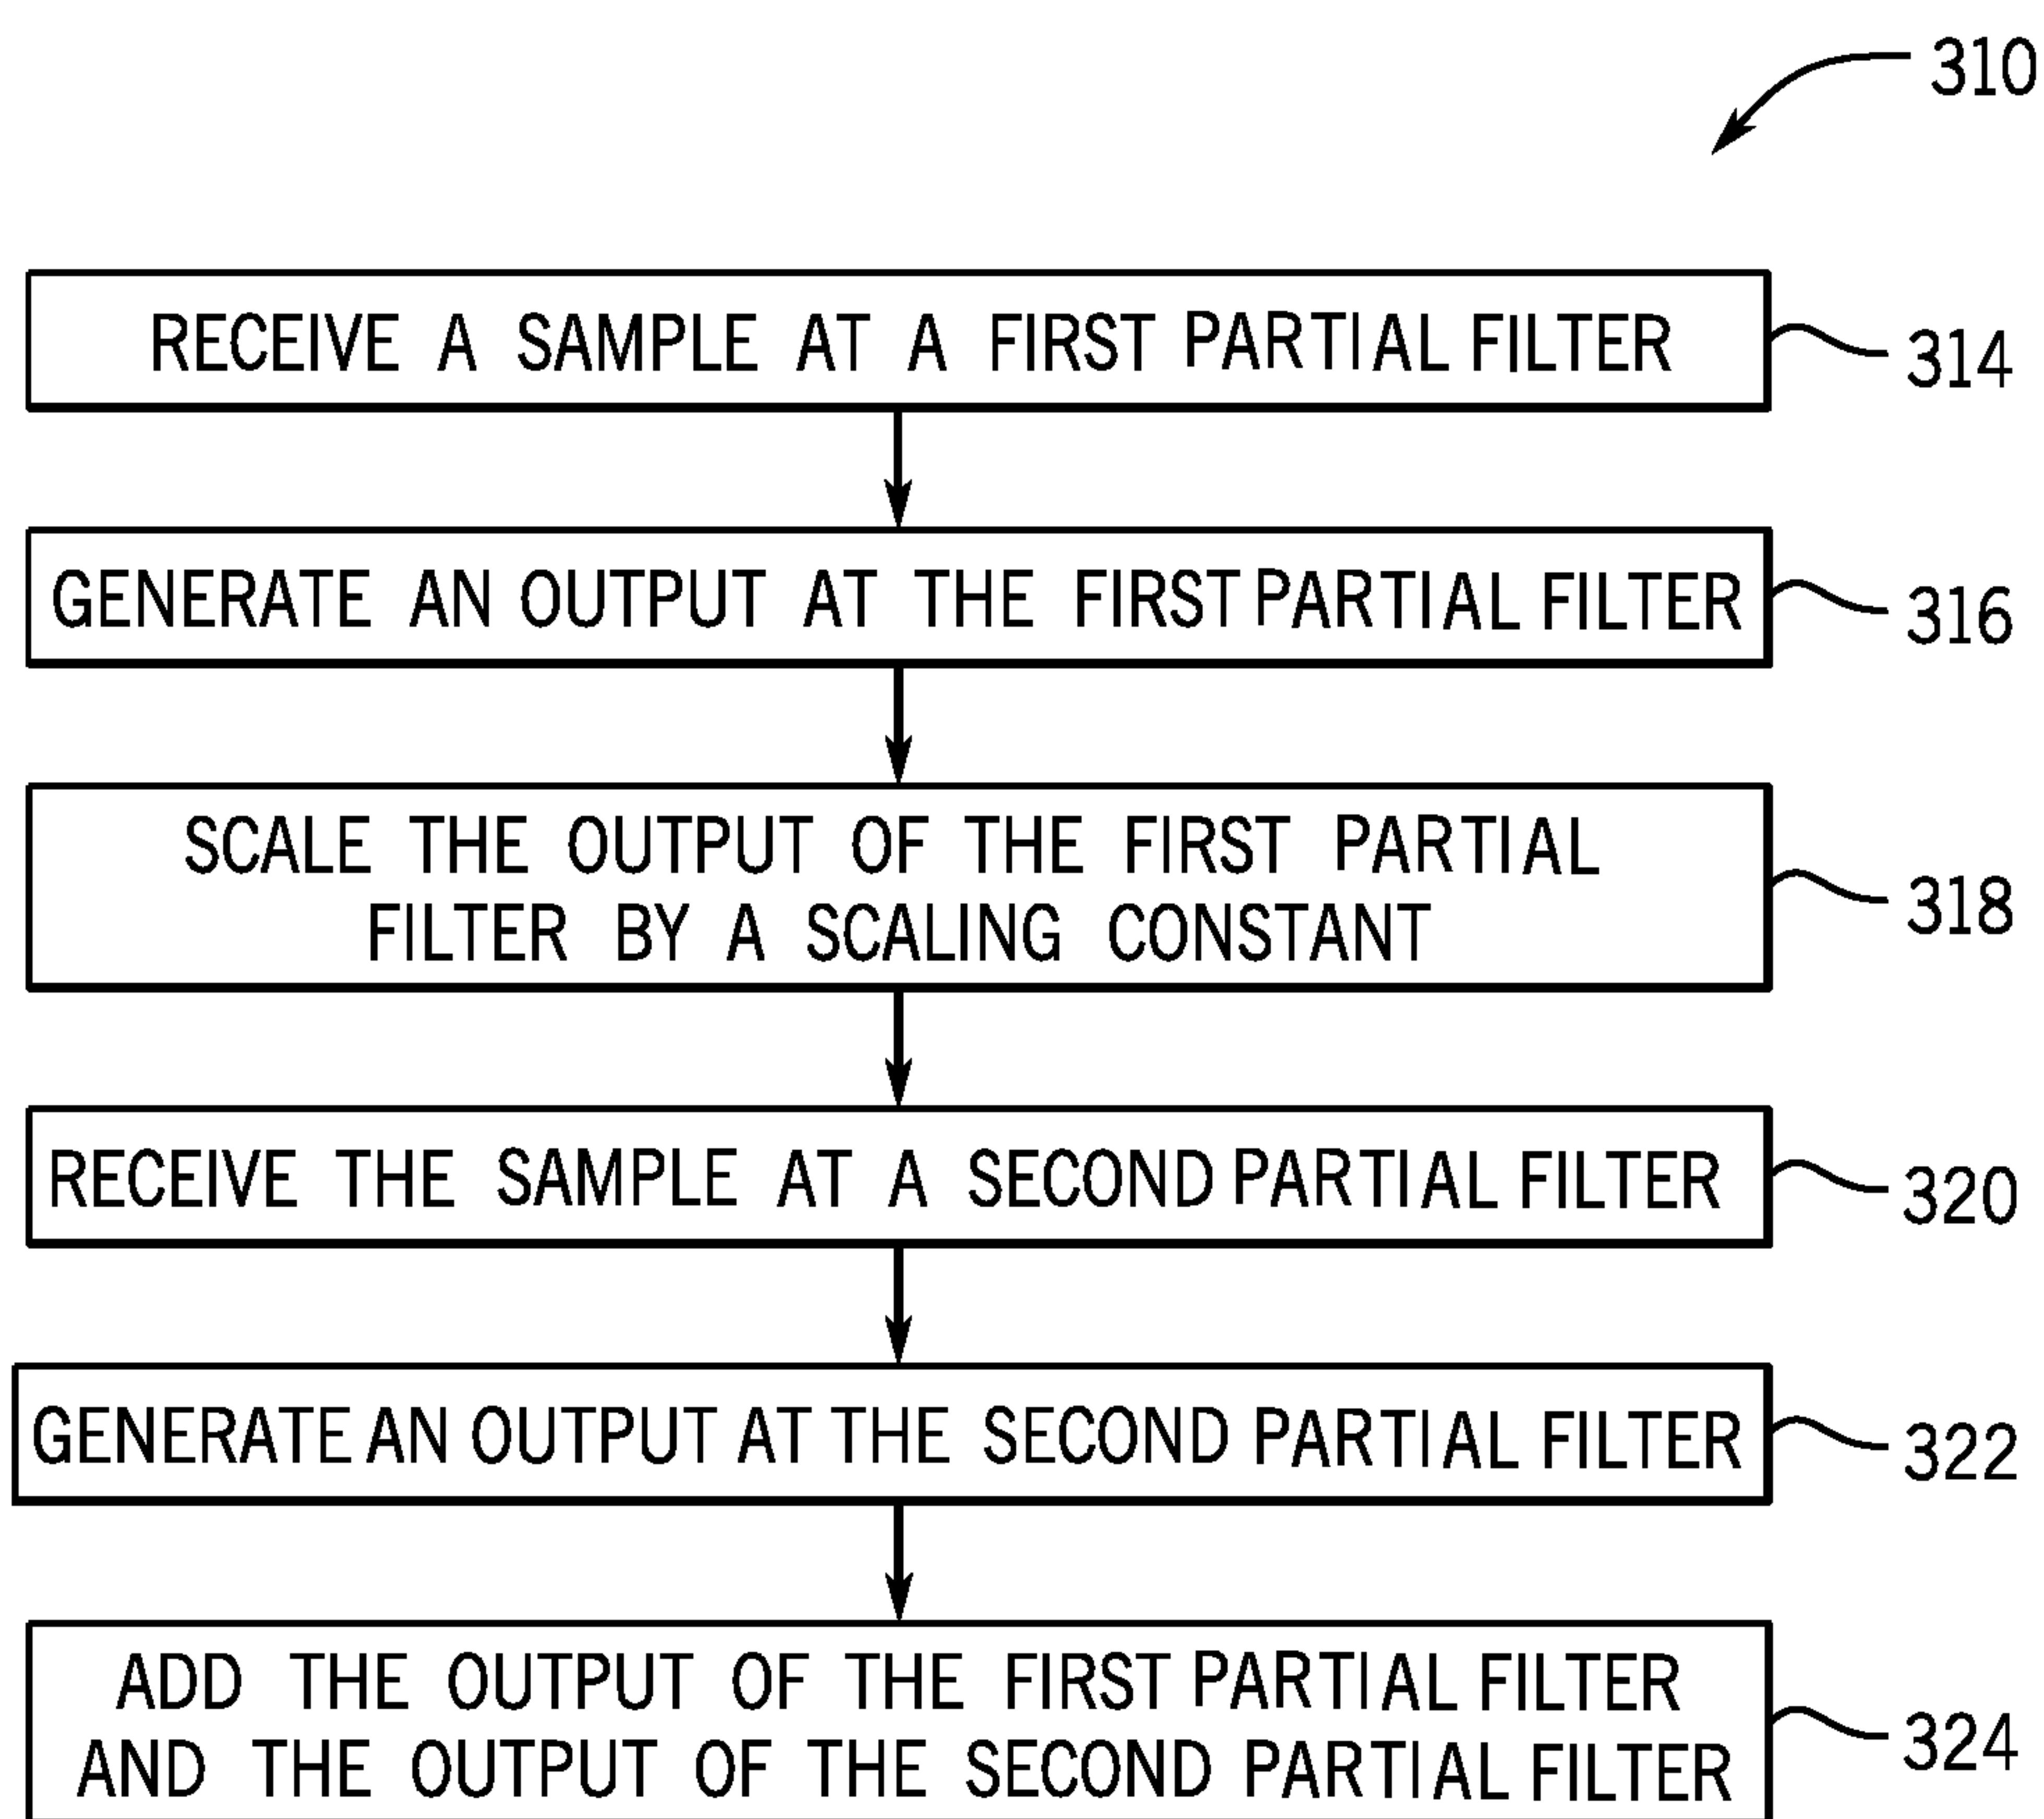 310
RECEIVE A SAMPLE AT A FIRST PARTIAL FILTER
314
GENERATE AN OUTPUT AT THE FIRST PARTIAL FILTER
316
SCALE THE OUTPUT OF THE FIRST PARTIAL
FILTER BY A SCALING CONSTANT
318
RECEIVE THE SAMPLE AT A SECOND PARTIAL FILTER
320
GENERATE AN OUTPUT AT THE SECOND PARTIAL FILTER
322
ADD THE OUTPUT OF THE FIRST PARTIAL FILTER
AND THE OUTPUT OF THE SECOND PARTIAL FILTER
324